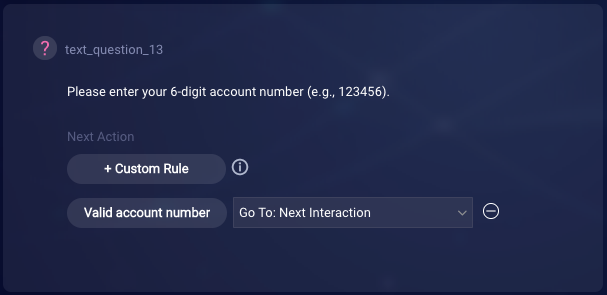 ? text_question_13
Please enter your 6-digit account number (e.g., 123456).
Next Action
+ Custom Rule
Valid account number Go To: Next Interaction